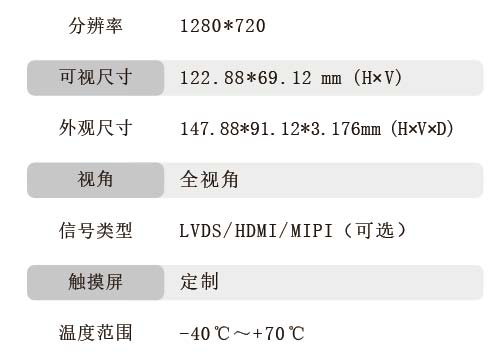 分辨率 1280*720
可视尺寸 122.88*69.12 mm (H×V)
外观尺寸 147.88*91.12*3.176mm (H×V×D)
视角 全视角
信号类型 LVDS/HDMI/MIPI（可选）
触摸屏 定制
温度范围 -40℃～+70℃